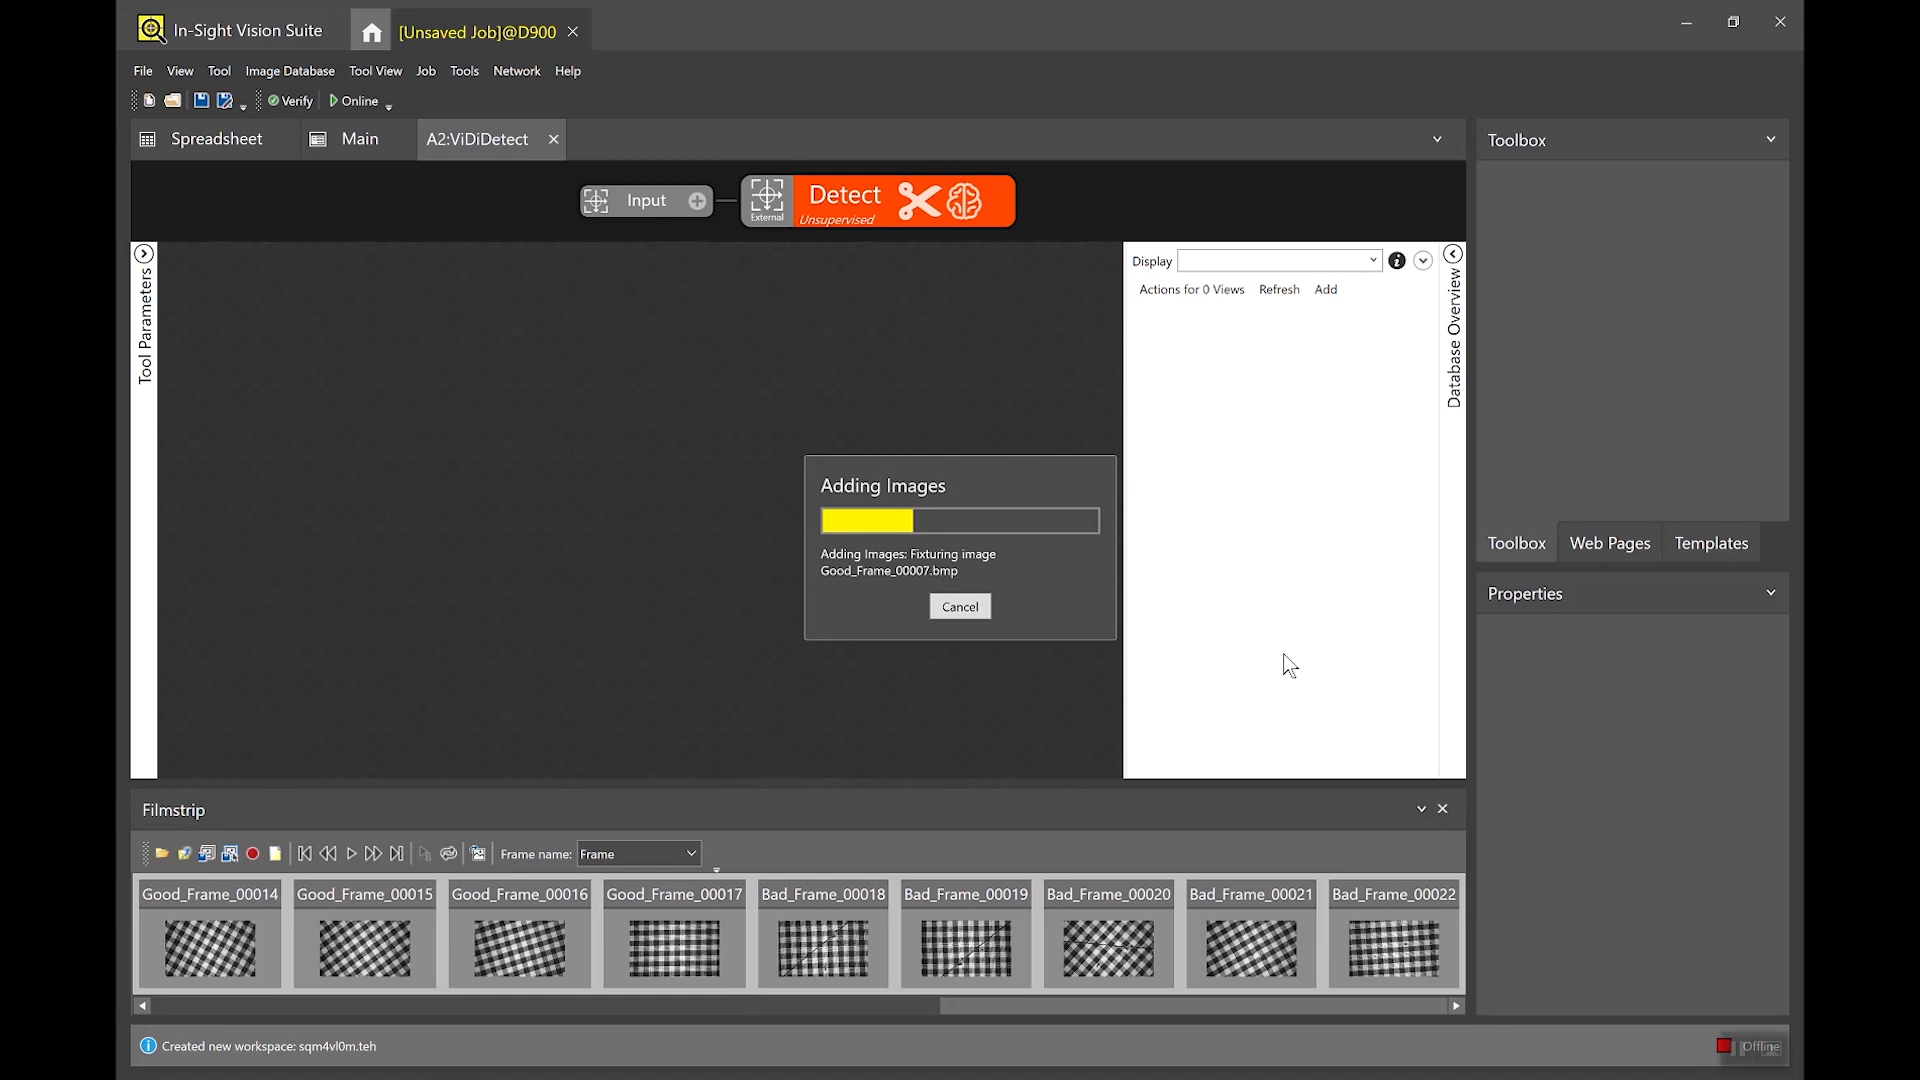 In-Sight Vision Suite
[Unsaved Job]@D900
File View Tool Image Database Tool View Job Tools Network Help
Verify Online
Spreadsheet Main A2:ViDiDetect
Toolbox
Input
External
Detect
Unsupervised
Tool Parameters
Display
Actions for 0 Views Refresh Add
Database Overview
Adding Images
Adding Images: Fixturing image
Good_Frame_00007.bmp
Cancel
Toolbox Web Pages Templates
Properties
Filmstrip
Frame name: Frame
Good_Frame_00014 Good_Frame_00015 Good_Frame_00016 Good_Frame_00017 Bad_Frame_00018 Bad_Frame_00019 Bad_Frame_00020 Bad_Frame_00021 Bad_Frame_00022
Created new workspace: sqm4vl0m.teh
Offline